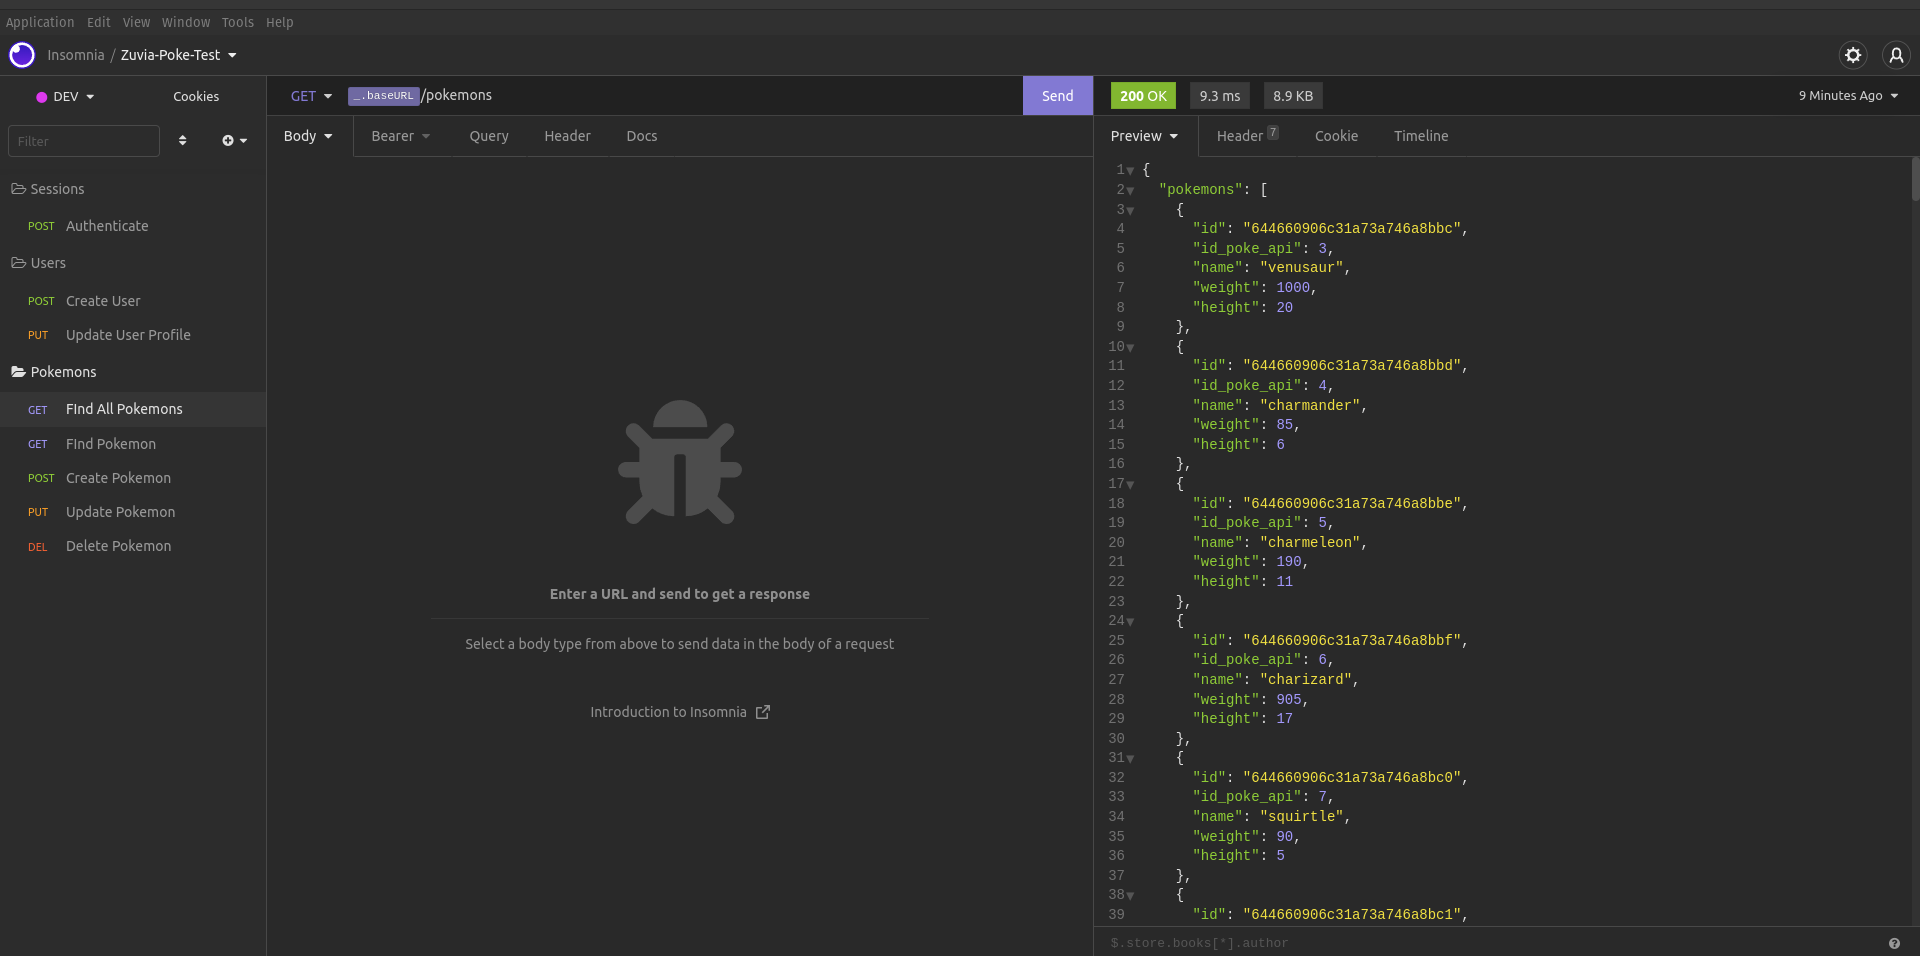 Application Edit View Window Tools Help
Insomnia / Zuvia-Poke-Test
DEV Cookies
Filter
Sessions
POST Authenticate
Users
POST Create User
PUT Update User Profile
Pokemons
GET FInd All Pokemons
GET FInd Pokemon
POST Create Pokemon
PUT Update Pokemon
DEL Delete Pokemon
GET _.baseURL/pokemons Send
Body Bearer Query Header Docs
Enter a URL and send to get a response
Select a body type from above to send data in the body of a request
Introduction to Insomnia
200 OK 9.3 ms 8.9 KB 9 Minutes Ago
Preview Header 7 Cookie Timeline
1 {
2 "pokemons": [
3 {
4 "id": "644660906c31a73a746a8bbc",
5 "id_poke_api": 3,
6 "name": "venusaur",
7 "weight": 1000,
8 "height": 20
9 },
10 {
11 "id": "644660906c31a73a746a8bbd",
12 "id_poke_api": 4,
13 "name": "charmander",
14 "weight": 85,
15 "height": 6
16 },
17 {
18 "id": "644660906c31a73a746a8bbe",
19 "id_poke_api": 5,
20 "name": "charmeleon",
21 "weight": 190,
22 "height": 11
23 },
24 {
25 "id": "644660906c31a73a746a8bbf",
26 "id_poke_api": 6,
27 "name": "charizard",
28 "weight": 905,
29 "height": 17
30 },
31 {
32 "id": "644660906c31a73a746a8bc0",
33 "id_poke_api": 7,
34 "name": "squirtle",
35 "weight": 90,
36 "height": 5
37 },
38 {
39 "id": "644660906c31a73a746a8bc1",
$.store.books[*].author